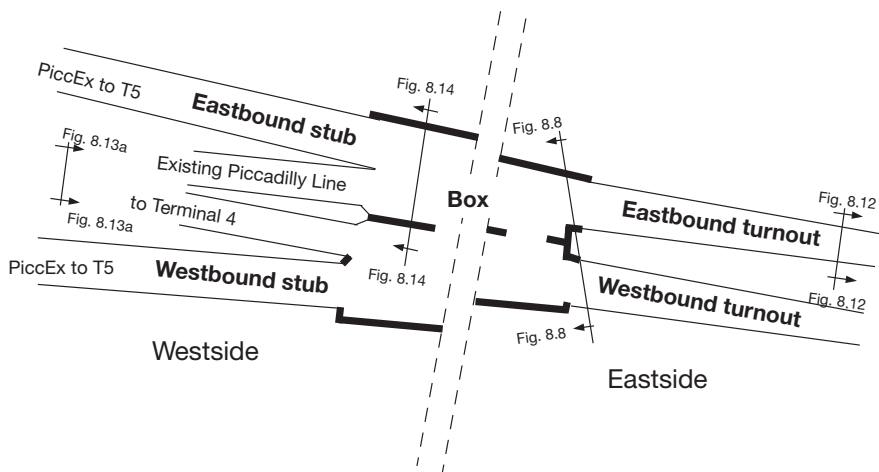 PiccEx to T5
Eastbound stub
Fig. 8.14
Fig. 8.8
Fig. 8.13a
Existing Piccadilly Line
Box
Fig. 8.12
to Terminal 4
Eastbound turnout
Fig. 8.13a
PiccEx to T5
Westbound stub
Fig. 8.14
Westbound turnout
Fig. 8.12
Fig. 8.8
Westside
Eastside